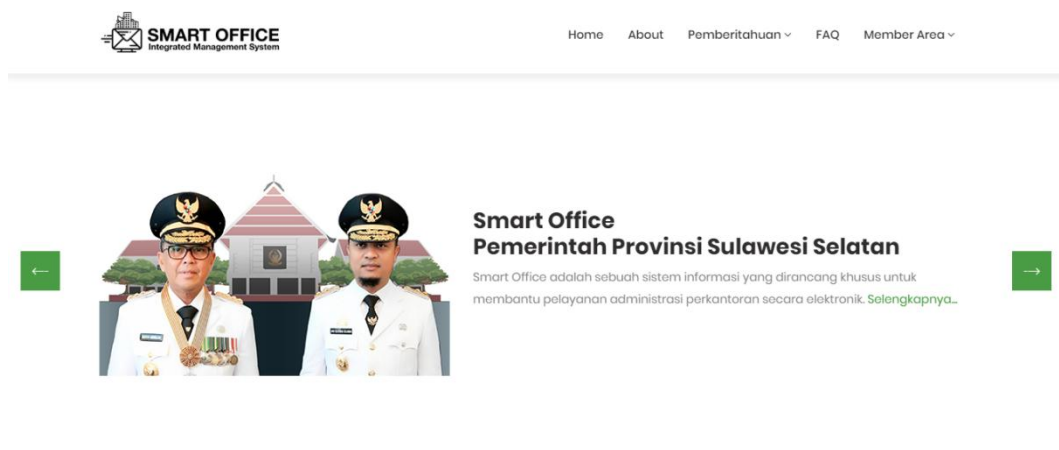 SMART OFFICE
Integrated Management System
Home About Pemberitahuan FAQ Member Area
Smart Office
Pemerintah Provinsi Sulawesi Selatan
Smart Office adalah sebuah sistem informasi yang dirancang khusus untuk
membantu pelayanan administrasi perkantoran secara elektronik. Selengkapnya...